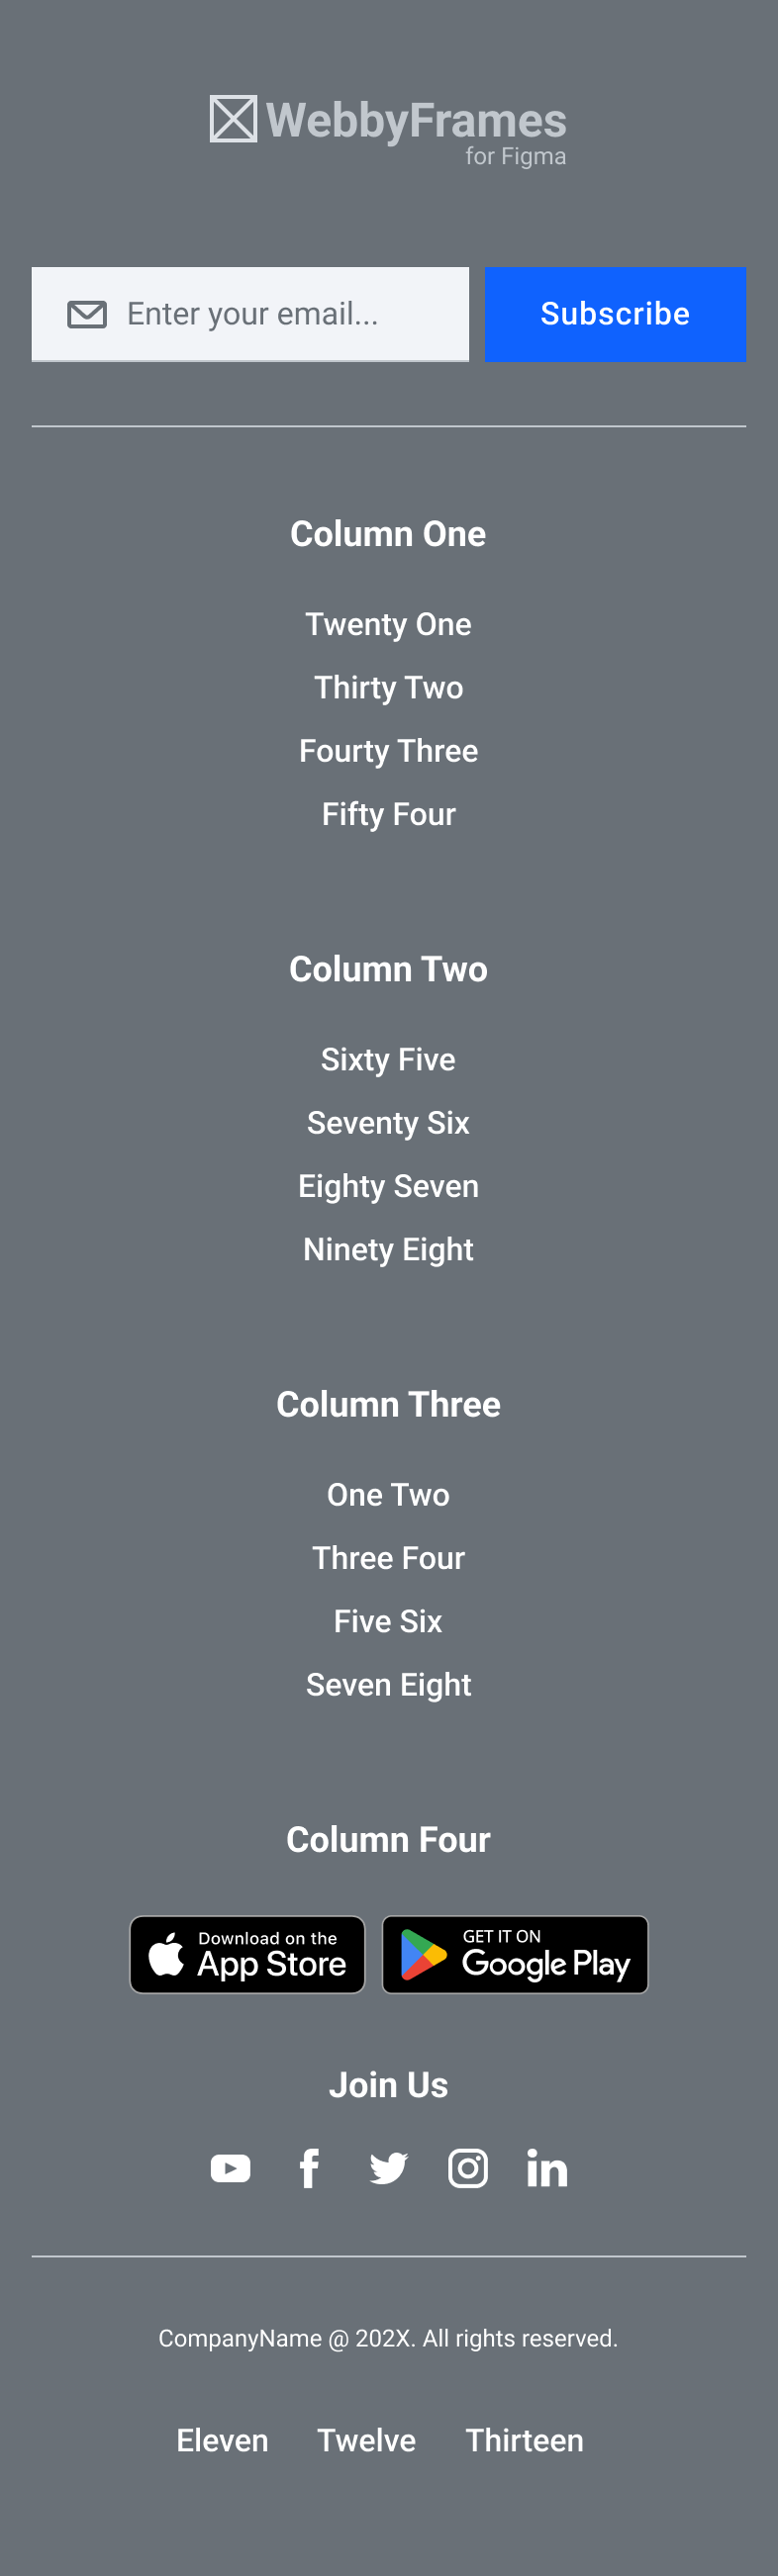 WebbyFrames
for Figma
Enter your email...
Subscribe
Column One
Twenty One
Thirty Two
Fourty Three
Fifty Four
Column Two
Sixty Five
Seventy Six
Eighty Seven
Ninety Eight
Column Three
One Two
Three Four
Five Six
Seven Eight
Column Four
Download on the
App Store
GET IT ON
Google Play
Join Us
CompanyName @ 202X. All rights reserved.
Eleven Twelve Thirteen